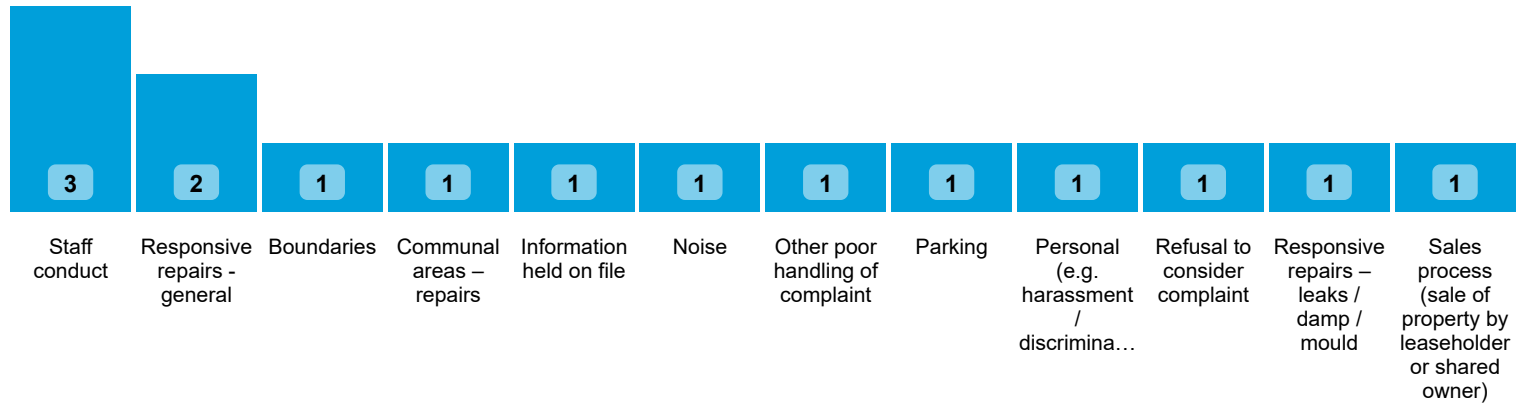 3
2
1
1
1
1
1
1
1
1
1
1
Staff
conduct
Responsive
repairs -
general
Boundaries
Communal
areas –
repairs
Information
held on file
Noise
Other poor
handling of
complaint
Parking
Personal
(e.g.
harassment
/
discrimina…
Refusal to
consider
complaint
Responsive
repairs –
leaks /
damp /
mould
Sales
process
(sale of
property by
leaseholder
or shared
owner)